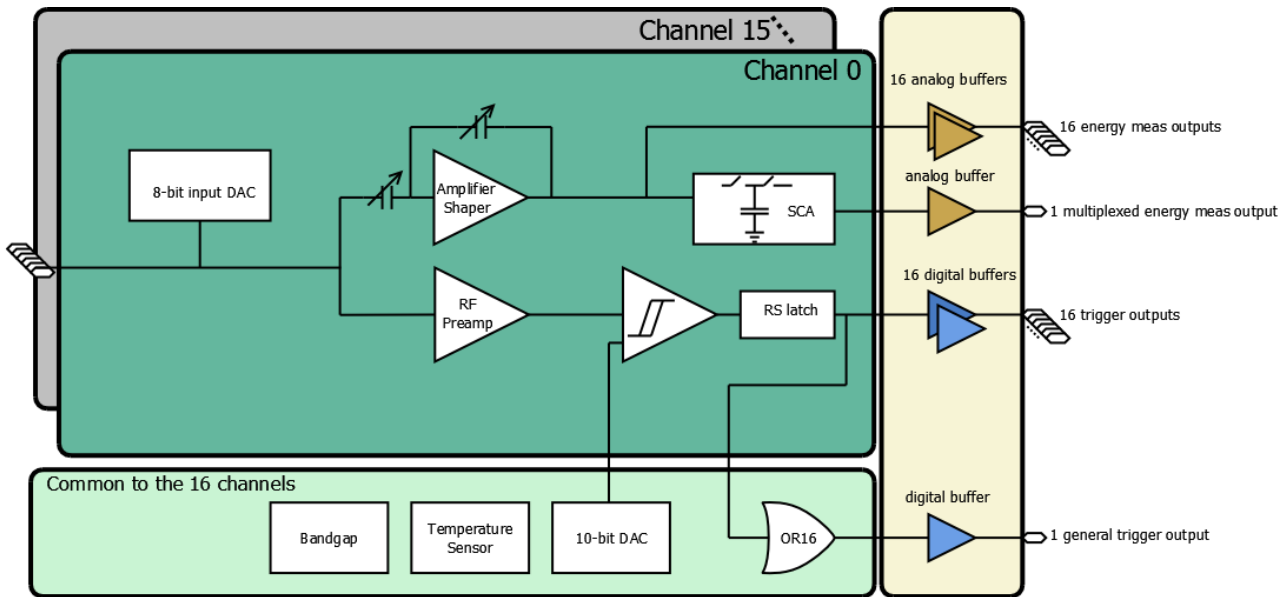 Channel 15
Channel 0
16 analog buffers
16 energy meas outputs
8-bit input DAC
Amplifier
Shaper
SCA
analog buffer
1 multiplexed energy meas output
RF
Preamp
RS latch
16 digital buffers
16 trigger outputs
Common to the 16 channels
Bandgap
Temperature
Sensor
10-bit DAC
OR16
digital buffer
1 general trigger output